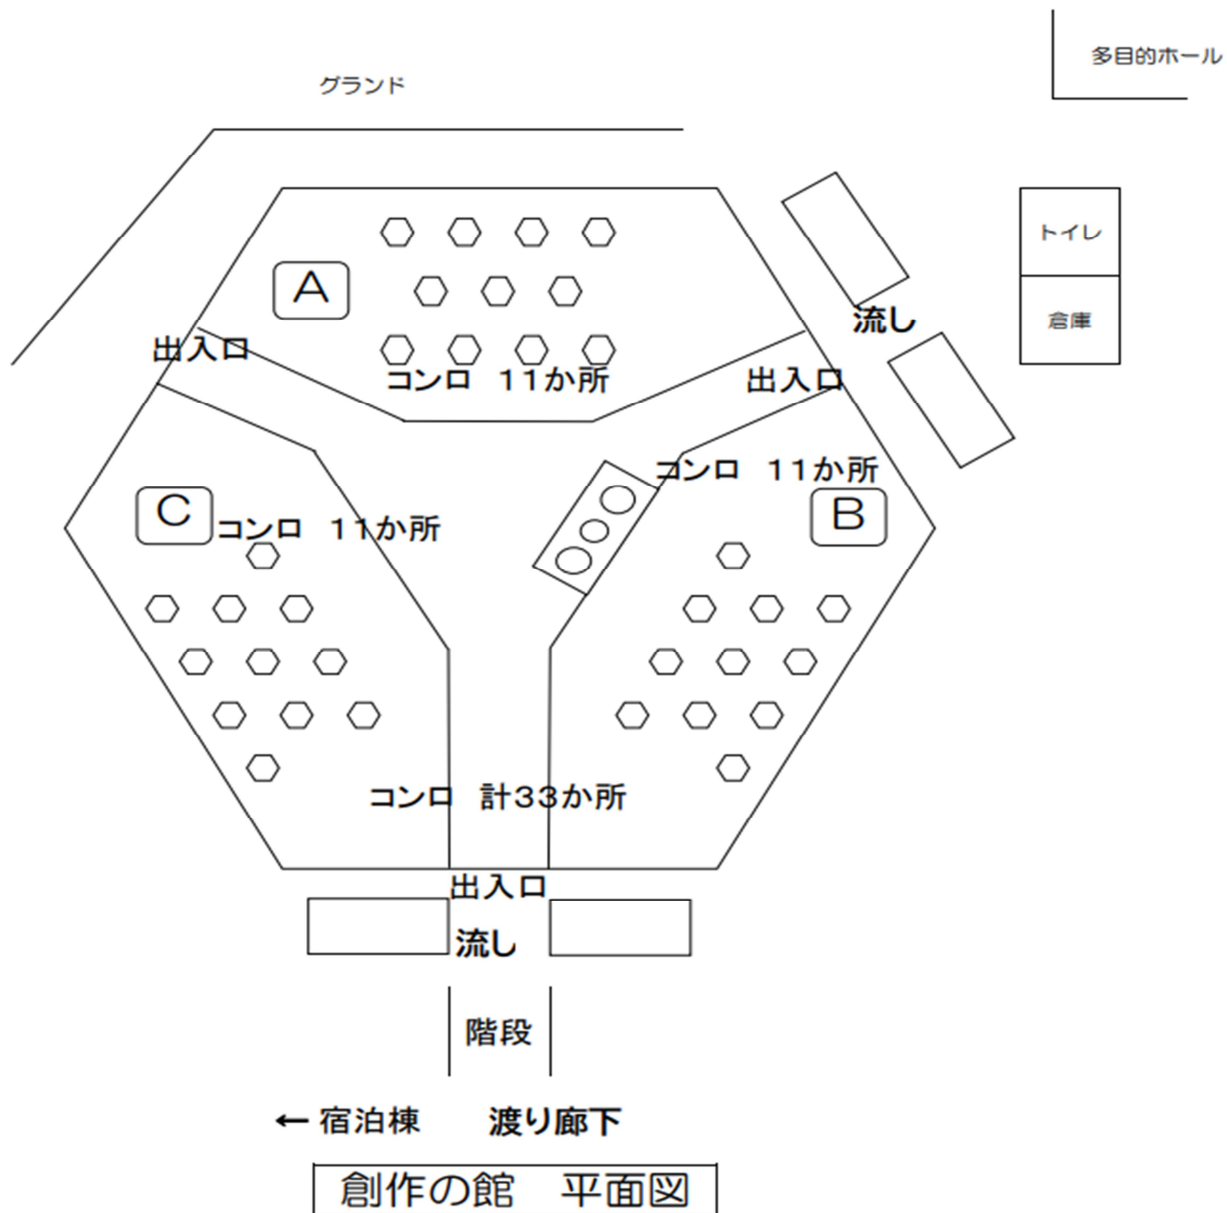 多目的ホール
グランド
トイレ
A
倉庫
流し
出入口
コンロ　11か所
出入口
コンロ　11か所
C
B
コンロ　11か所
コンロ　計33か所
出入口
流し
階段
←宿泊棟　渡り廊下
創作の館　平面図